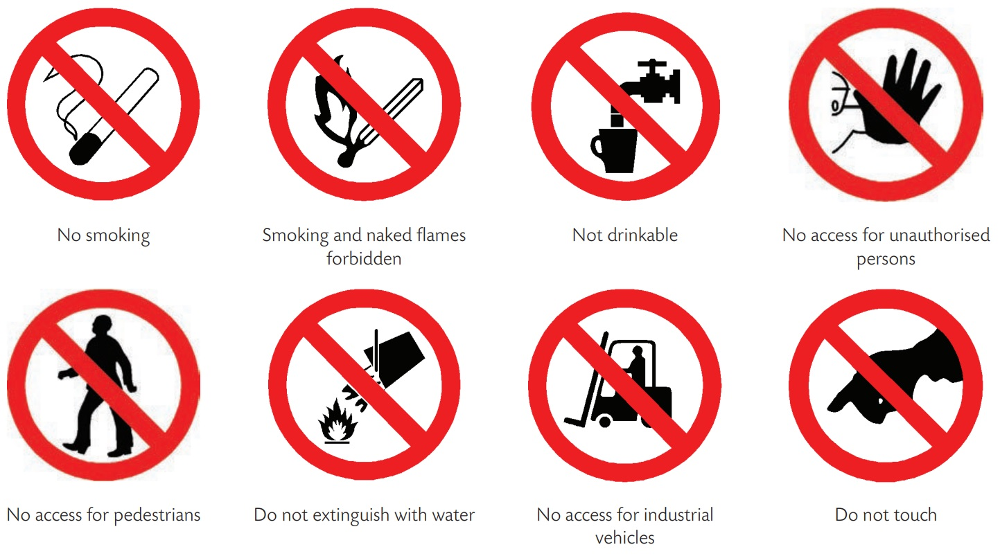 No smoking
Smoking and naked flames
forbidden
Not drinkable
No access for unauthorised
persons
No access for pedestrians
Do not extinguish with water
No access for industrial
vehicles
Do not touch